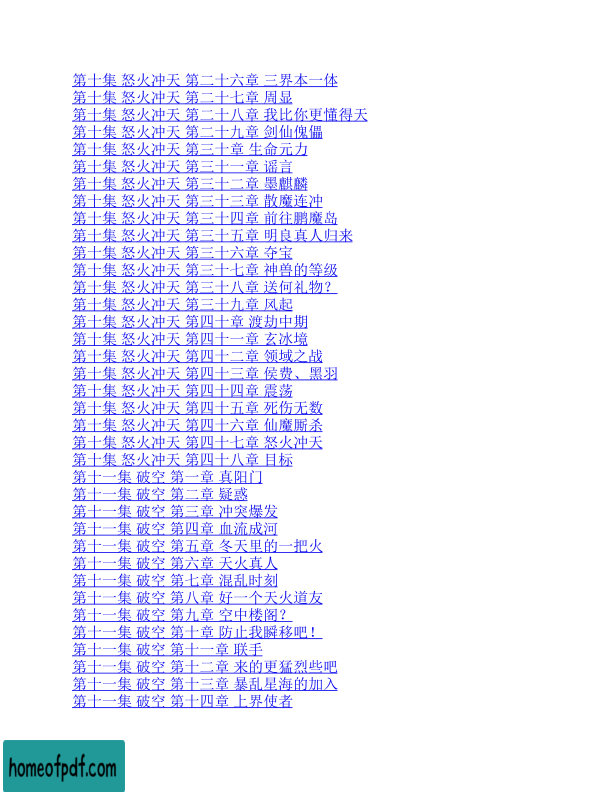 第十集 怒火冲天 第二十六章 三界本一体
第十集 怒火冲天 第二十七章 周显
第十集 怒火冲天 第二十八章 我比你更懂得天
第十集 怒火冲天 第二十九章 剑仙傀儡
第十集 怒火冲天 第三十章 生命元力
第十集 怒火冲天 第三十一章 谣言
第十集 怒火冲天 第三十二章 墨麒麟
第十集 怒火冲天 第三十三章 散魔连冲
第十集 怒火冲天 第三十四章 前往鹏魔岛
第十集 怒火冲天 第三十五章 明良真人归来
第十集 怒火冲天 第三十六章 夺宝
第十集 怒火冲天 第三十七章 神兽的等级
第十集 怒火冲天 第三十八章 送何礼物？
第十集 怒火冲天 第三十九章 风起
第十集 怒火冲天 第四十章 渡劫中期
第十集 怒火冲天 第四十一章 玄冰境
第十集 怒火冲天 第四十二章 领域之战
第十集 怒火冲天 第四十三章 侯费、黑羽
第十集 怒火冲天 第四十四章 震荡
第十集 怒火冲天 第四十五章 死伤无数
第十集 怒火冲天 第四十六章 仙魔厮杀
第十集 怒火冲天 第四十七章 怒火冲天
第十集 怒火冲天 第四十八章 目标
第十一集 破空 第一章 真阳门
第十一集 破空 第二章 疑惑
第十一集 破空 第三章 冲突爆发
第十一集 破空 第四章 血流成河
第十一集 破空 第五章 冬天里的一把火
第十一集 破空 第六章 天火真人
第十一集 破空 第七章 混乱时刻
第十一集 破空 第八章 好一个天火道友
第十一集 破空 第九章 空中楼阁？
第十一集 破空 第十章 防止我瞬移吧！
第十一集 破空 第十一章 联手
第十一集 破空 第十二章 来的更猛烈些吧
第十一集 破空 第十三章 暴乱星海的加入
第十一集 破空 第十四章 上界使者
homeofpdf.com